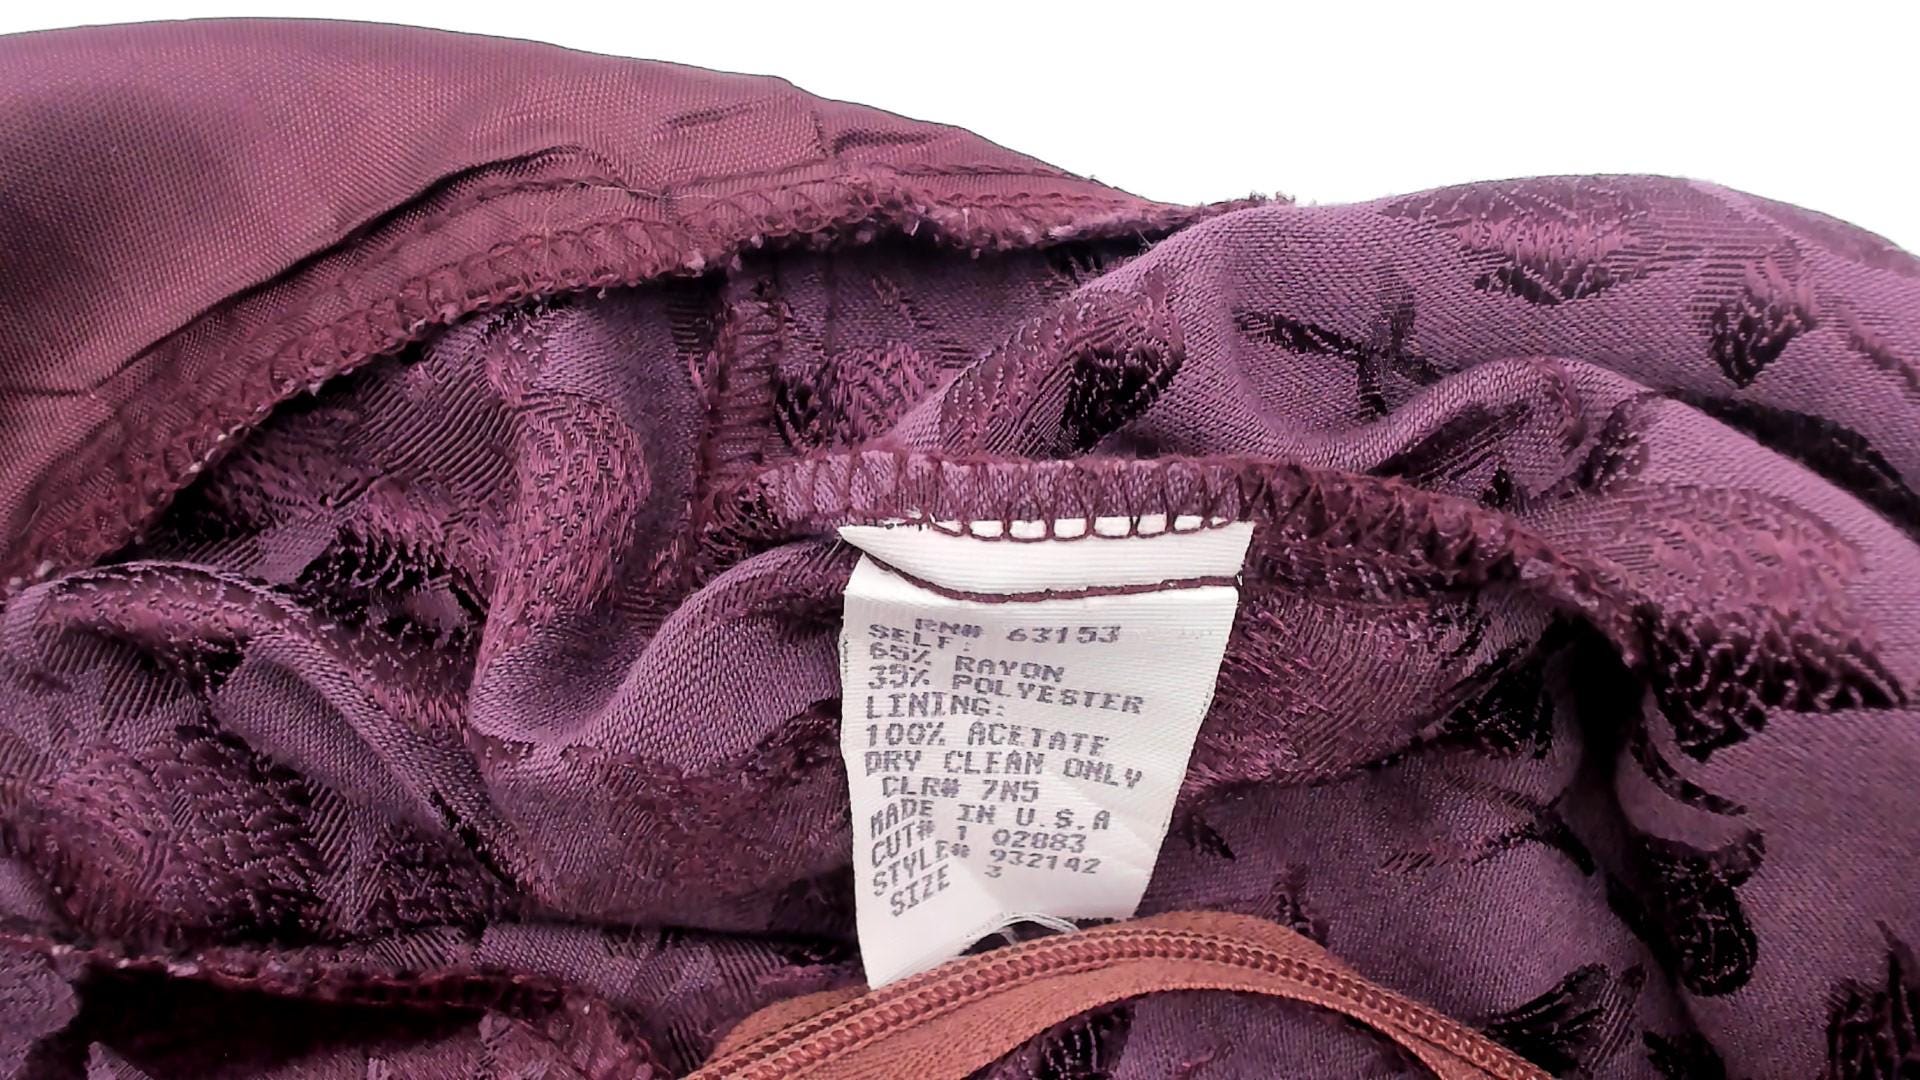 RN# 63153
SELF:
65% RAYON
35% POLYESTER
LINING:
100% ACETATE
DRY CLEAN ONLY
CLR# 7N5
MADE IN U.S.A
CUT# 1 02883
STYLE# 932142
SIZE 3